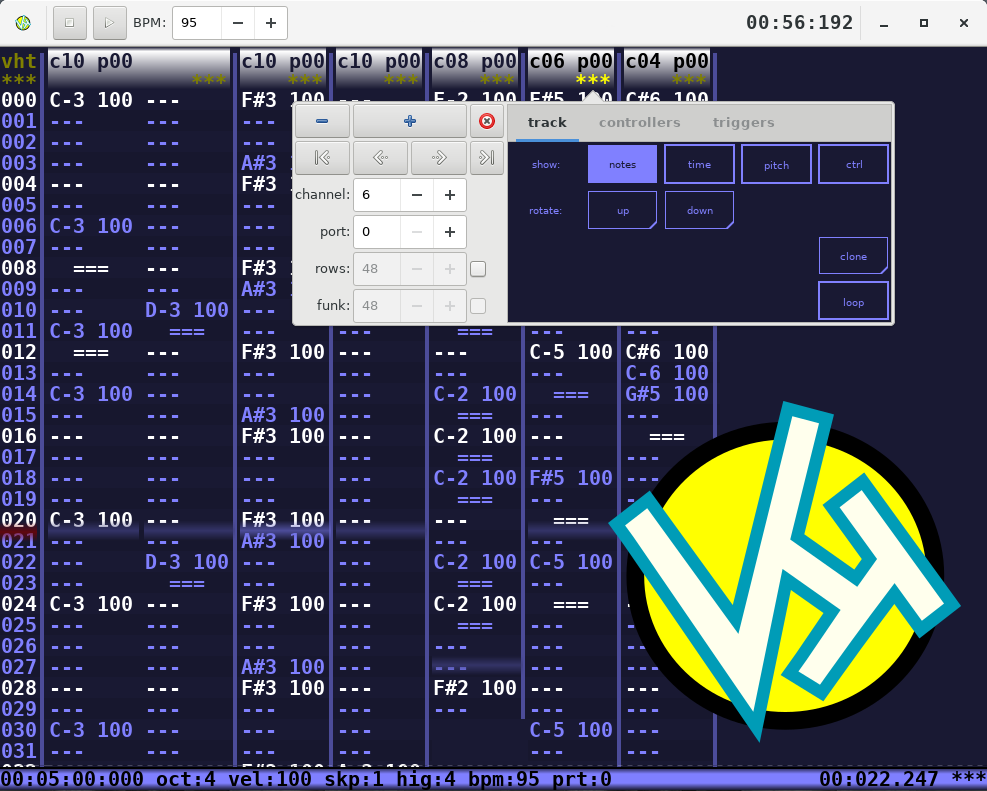 BPM: 95 − + 00:56:192
vht c10 p00 c10 p00 c10 p00 c08 p00 c06 p00 c04 p00
*** *** *** *** *** *** ***
000 C-3 100 --- F#3 100 --- E-2 100 F#5 100 C#6 100
001 --- --- ---
− + track controllers triggers
002 --- --- ---
003 --- --- A#3
show: notes time pitch ctrl
004 --- --- F#3
005 --- --- ---
channel: 6 − +
rotate: up down
006 C-3 100 --- ---
port: 0 − +
007 --- --- ---
clone
008 === --- F#3
rows: 48 − +
009 --- --- A#3
loop
010 --- D-3 100 ---
funk: 48 − +
011 C-3 100 === --- --- === --- ---
012 === --- F#3 100 --- --- C-5 100 C#6 100
013 --- --- --- --- --- --- C-6 100
014 C-3 100 --- --- --- C-2 100 === G#5 100
015 --- --- A#3 100 --- === --- ---
016 --- --- F#3 100 --- C-2 100 --- ===
017 --- --- --- --- === --- ---
018 --- --- --- --- C-2 100 F#5 100
019 --- --- --- --- === ---
020 C-3 100 --- F#3 100 --- --- ===
021 --- --- A#3 100 --- --- ---
022 --- D-3 100 --- --- C-2 100 C-5 100
023 --- === --- --- === ---
024 C-3 100 --- F#3 100 --- C-2 100 ===
025 --- --- --- --- === ---
026 --- --- --- --- --- ---
027 --- --- A#3 100 --- --- ---
028 --- --- F#3 100 --- F#2 100 ---
029 --- --- --- --- --- ---
030 C-3 100 --- --- --- C-5 100
031 --- --- --- --- ---
VHT
00:05:00:000 oct:4 vel:100 skp:1 hig:4 bpm:95 prt:0 00:022.247 ***